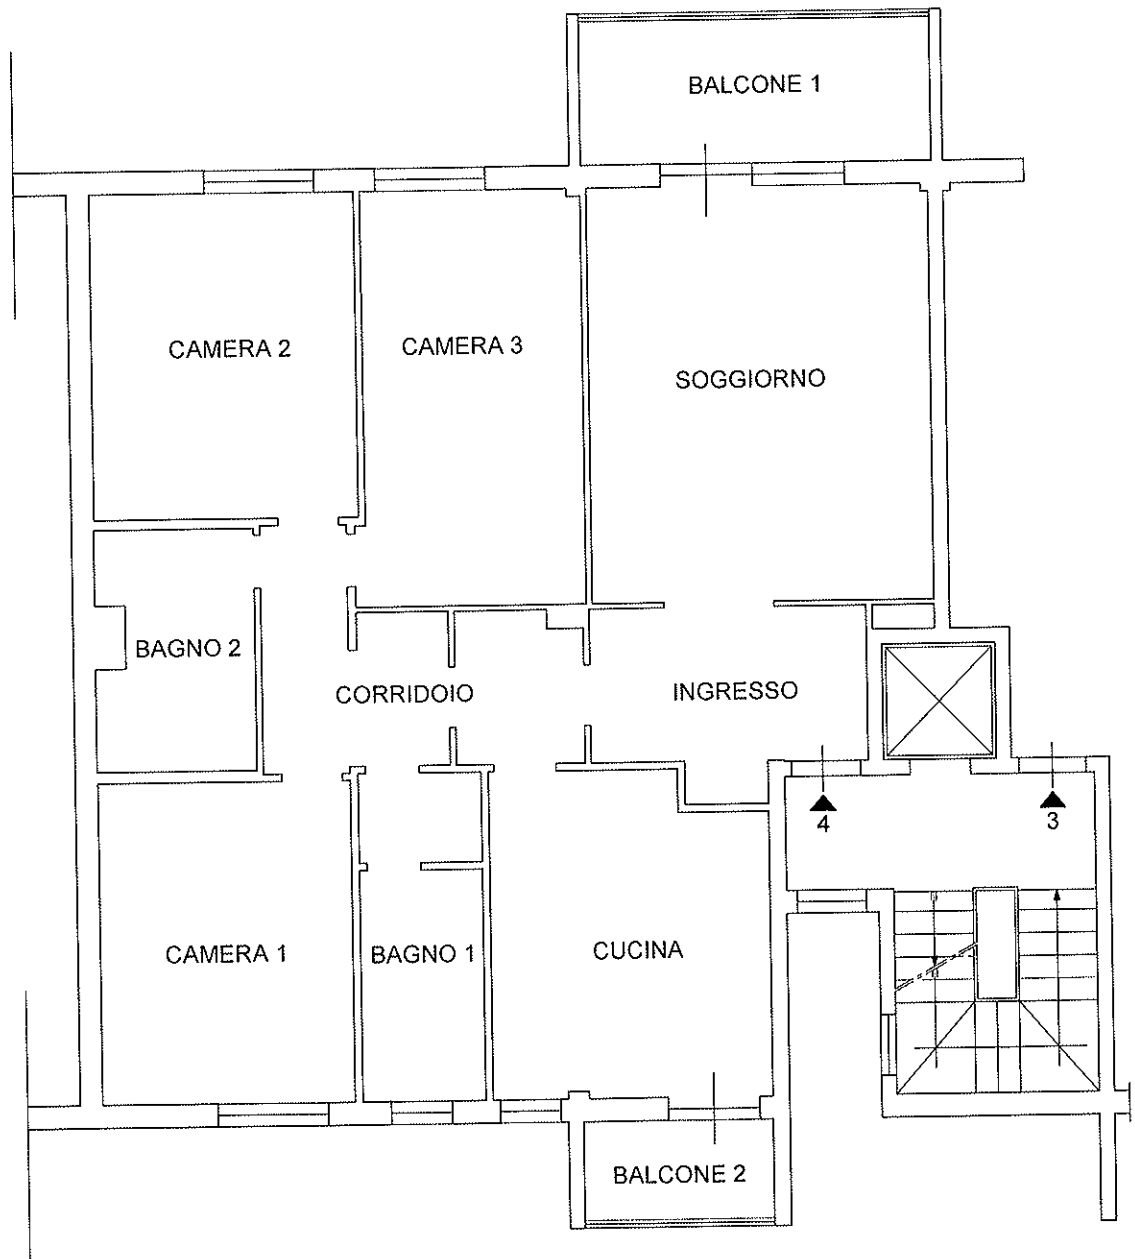 BALCONE 1
CAMERA 2
CAMERA 3
SOGGIORNO
BAGNO 2
CORRIDOIO
INGRESSO
4
3
CAMERA 1
BAGNO 1
CUCINA
BALCONE 2